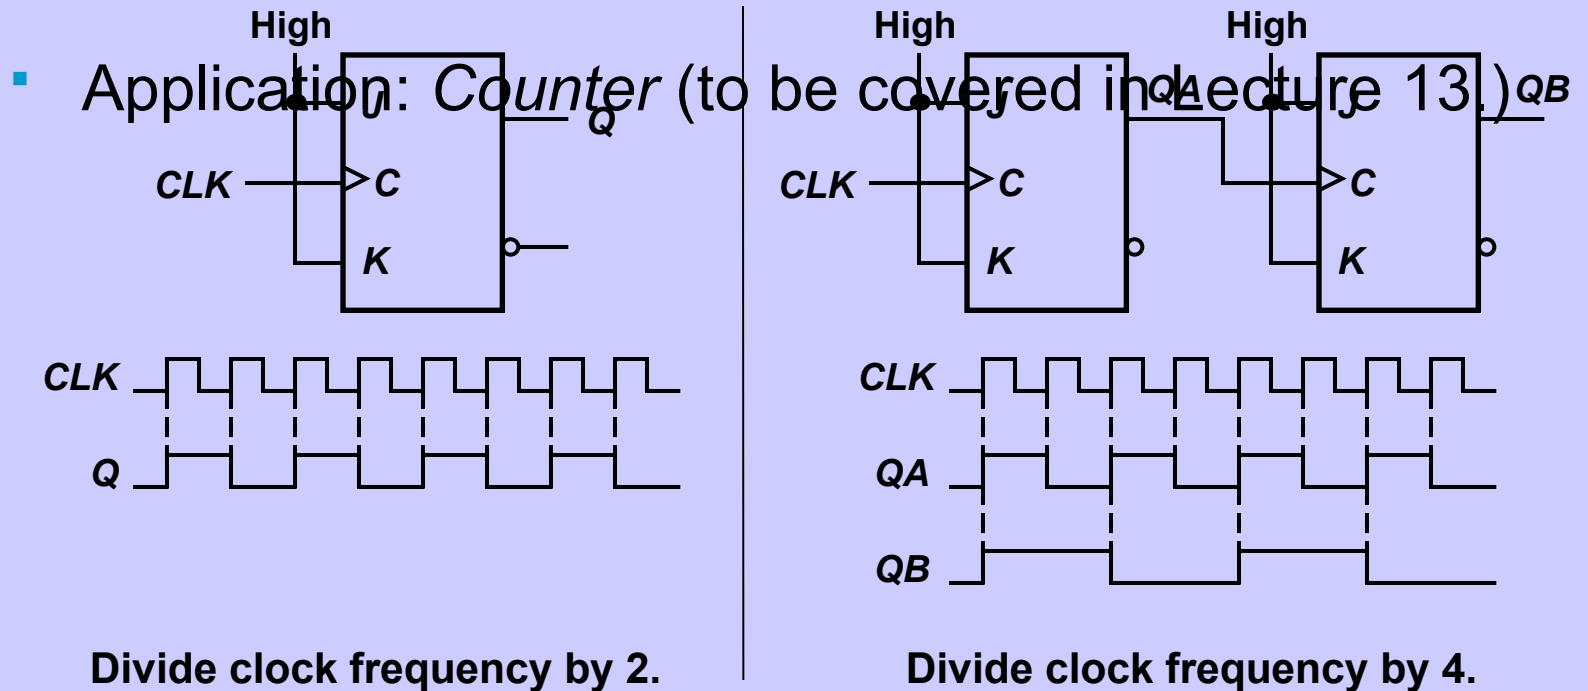 High
High
High
Application: Counter (to be covered in Lecture 13.)
J
Q
CLK
C
K
J
QA
CLK
C
K
J
QB
C
K
CLK
Q
CLK
QA
QB
Divide clock frequency by 2.
Divide clock frequency by 4.